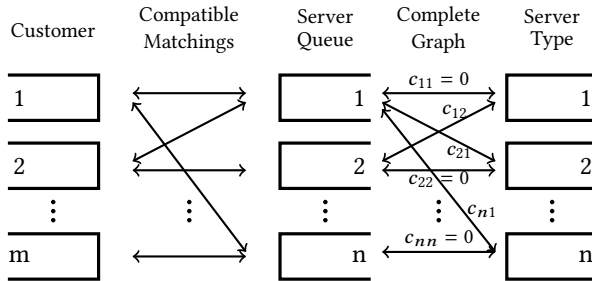 Customer
Compatible
Matchings
Server
Queue
Complete
Graph
Server
Type
1
1
c₁₁ = 0
1
c₁₂
2
2
c₂₁
2
c₂₂ = 0
⋮
⋮
⋮
⋮
⋮
cₙ₁
m
n
cₙₙ = 0
n